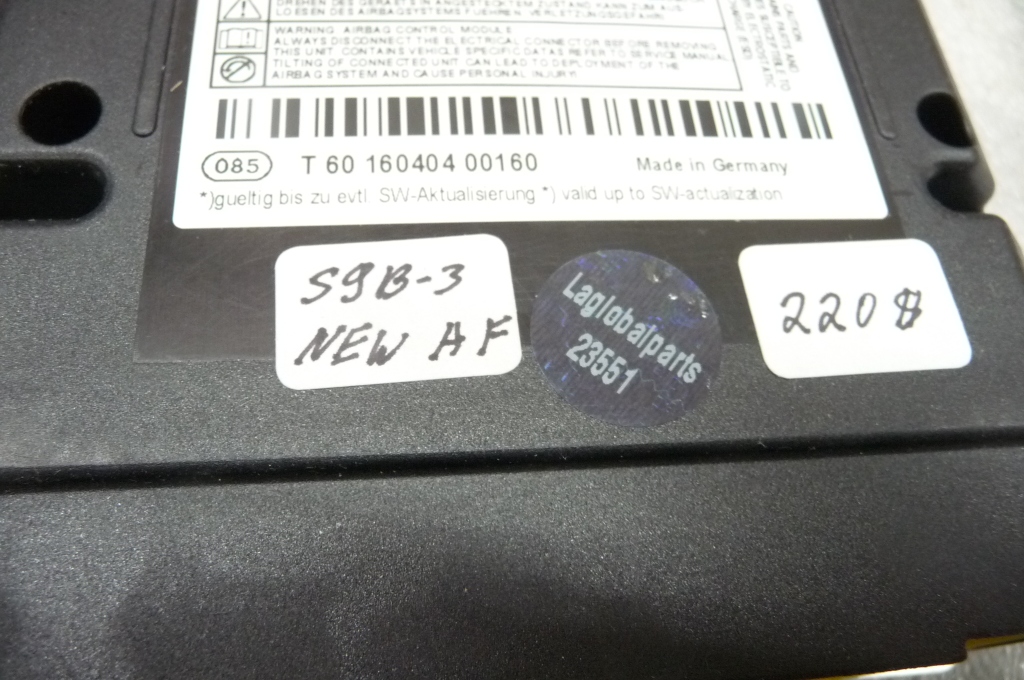 DREHEN DES GERÄTS IN ANGESTECKTEM ZUSTAND KANN ZUM AUS-
LOESEN DES AIRBAGSYSTEMS FUEHREN. VERLETZUNGSGEFAHR!
WARNING: AIRBAG CONTROL MODULE
ALWAYS DISCONNECT THE ELECTRICAL CONNECTOR BEFORE REMOVING
THIS UNIT. CONTAINS VEHICLE SPECIFIC DATAS REFER TO SERVICE MANUAL
TILTING OF CONNECTED UNIT CAN LEAD TO DEPLOYMENT OF THE
AIRBAG SYSTEM AND CAUSE PERSONAL INJURY!
085 T 60 160404 00160 Made in Germany
*)gueltig bis zu evtl. SW-Aktualisierung *) valid up to SW-actualization
S9B-3
NEW AF
Laglobalparts
23551
220$